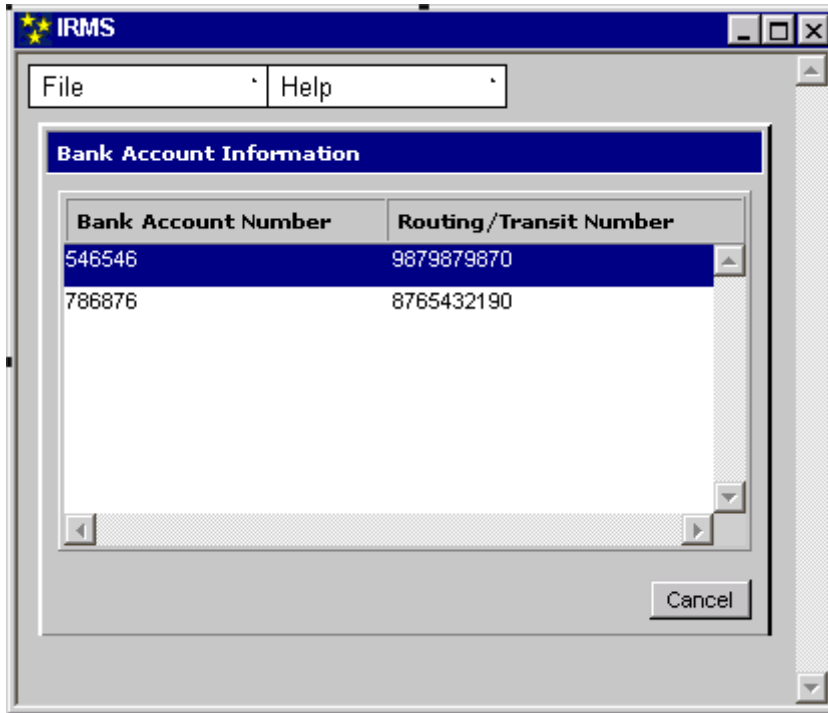 IRMS
File Help
Bank Account Information
Bank Account Number Routing/Transit Number
546546 9879879870
786876 8765432190
Cancel